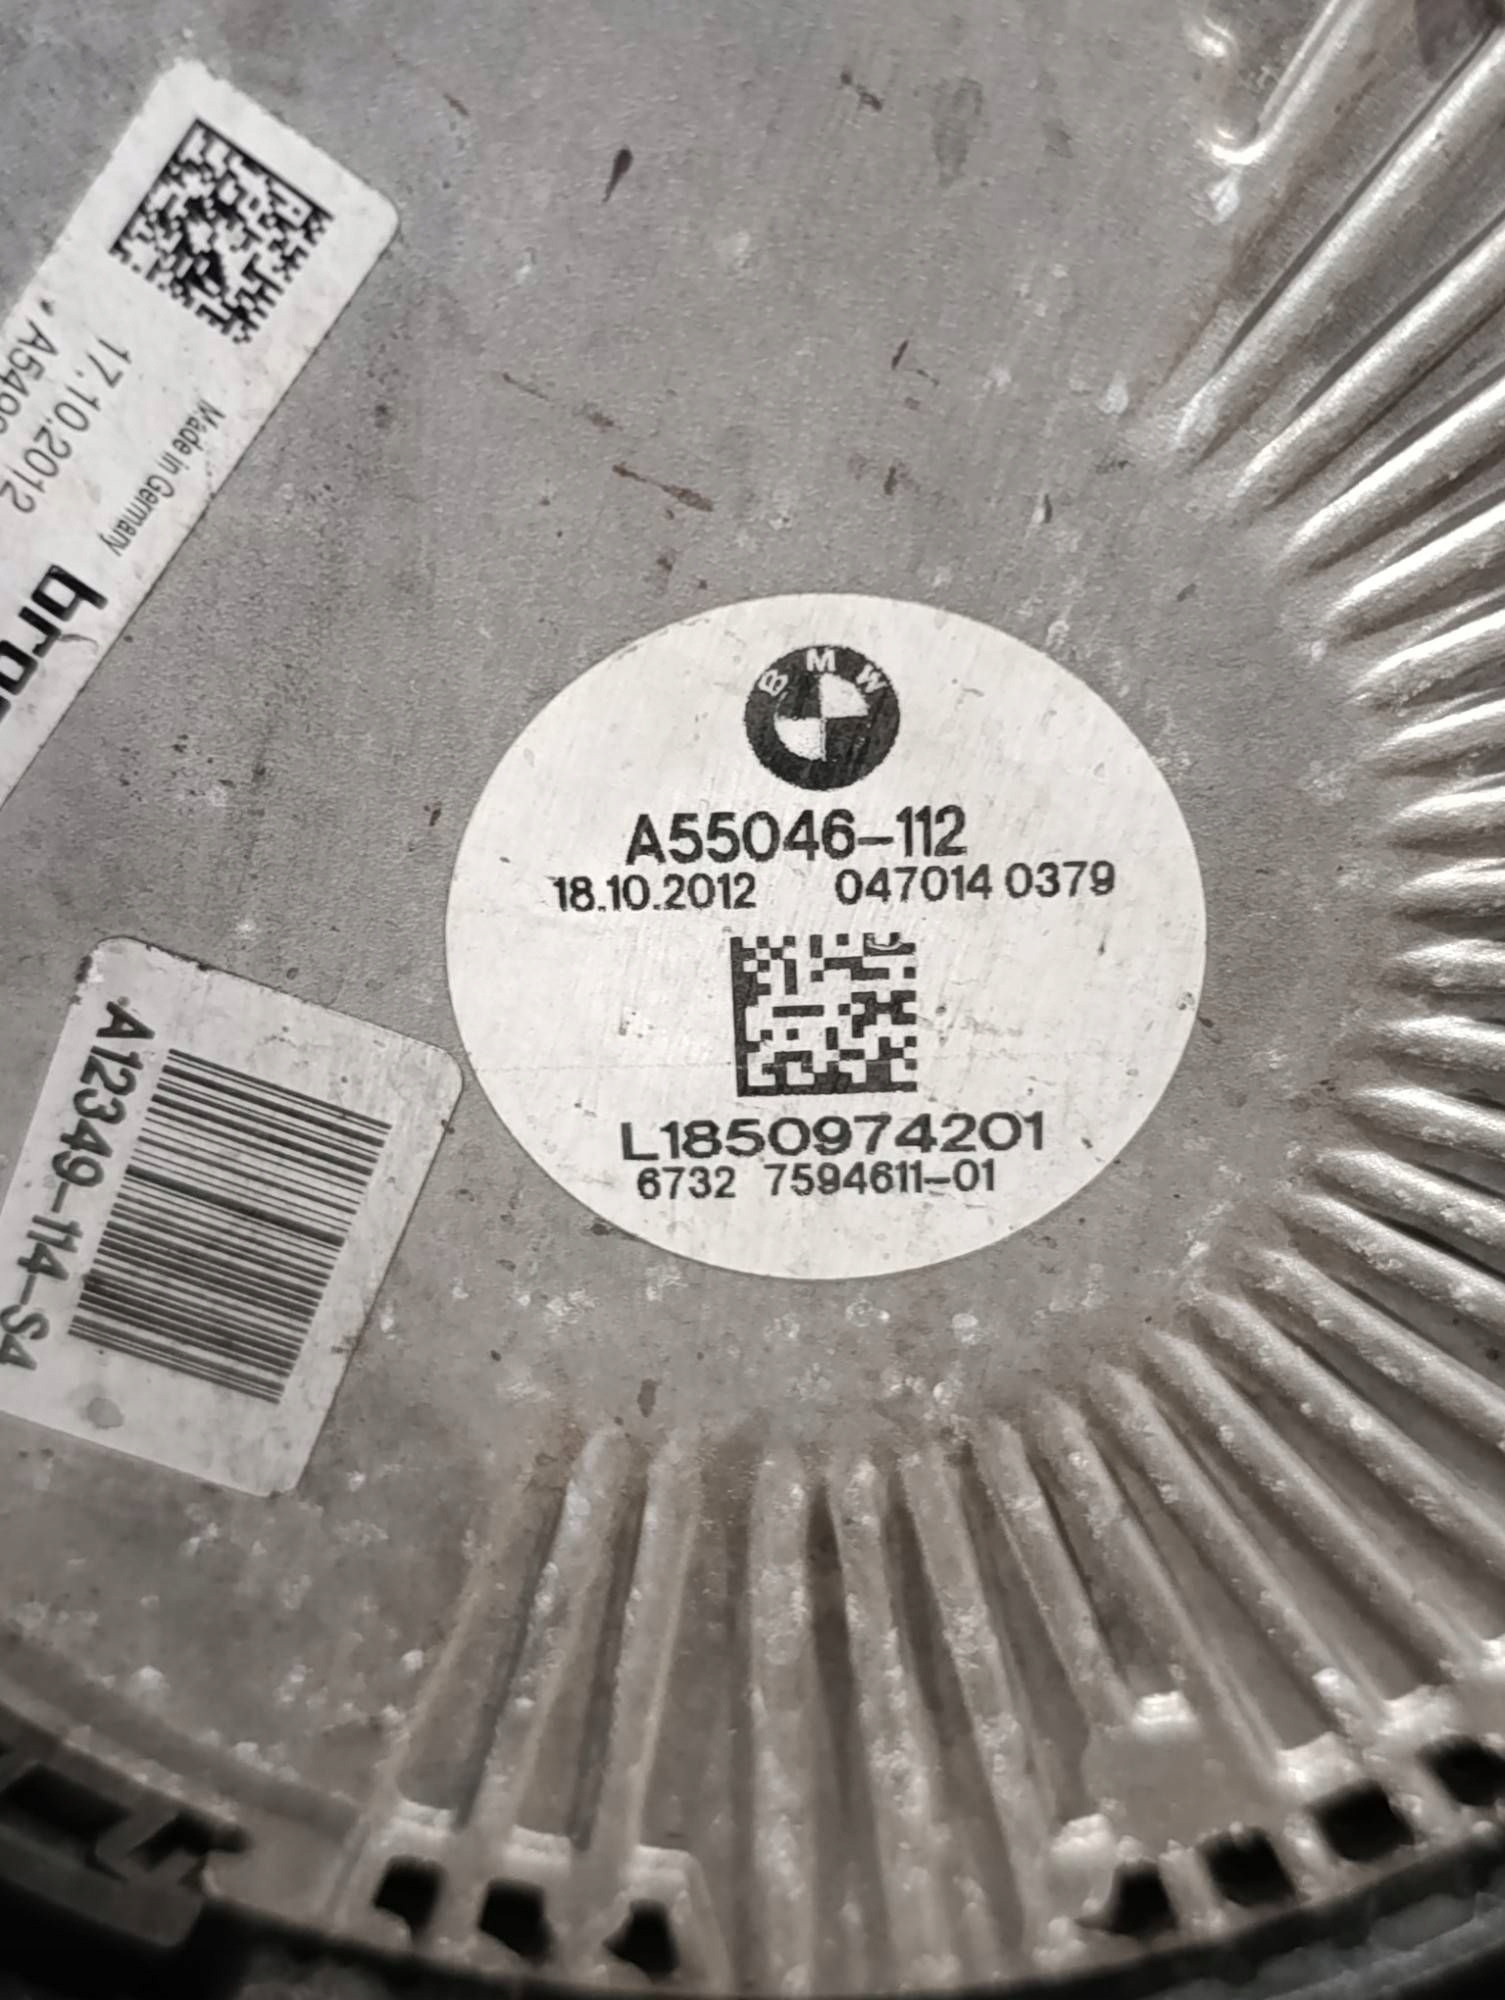 17.10.2012
Made in Germany
BMW
A55046-112
18.10.2012 047014 0379
L1850974201
6732 7594611-01
A12349-114-S4